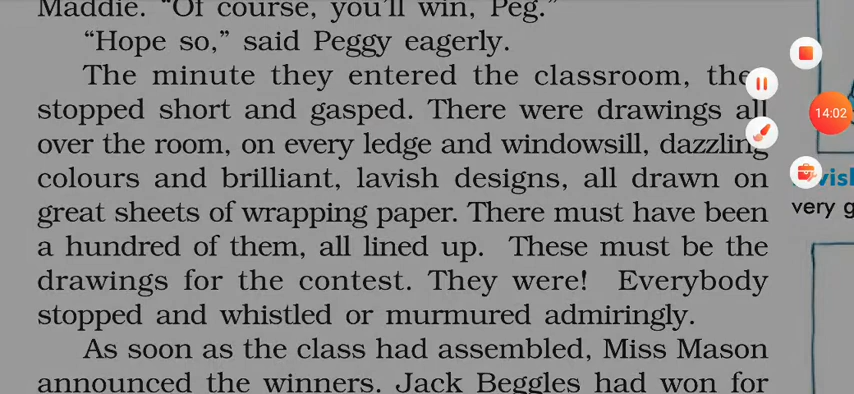 Maddie. “Of course, you’ll win, Peg.”
“Hope so,” said Peggy eagerly.
The minute they entered the classroom, they
stopped short and gasped. There were drawings all
over the room, on every ledge and windowsill, dazzling
colours and brilliant, lavish designs, all drawn on
great sheets of wrapping paper. There must have been
a hundred of them, all lined up. These must be the
drawings for the contest. They were! Everybody
stopped and whistled or murmured admiringly.
As soon as the class had assembled, Miss Mason
announced the winners. Jack Beggles had won for
14:02
very